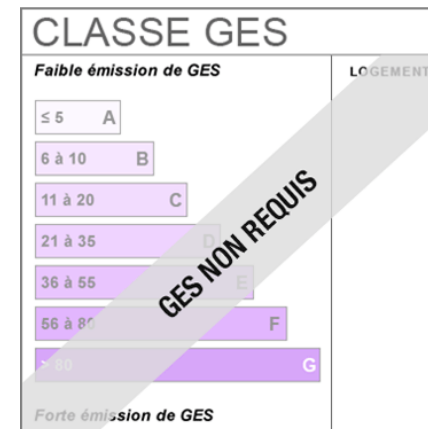 CLASSE GES
Faible émission de GES
LOGEMENT
≤ 5 A
6 à 10 B
11 à 20 C
21 à 35 D
36 à 55 E
56 à 80 F
> 80 G
GES NON REQUIS
Forte émission de GES